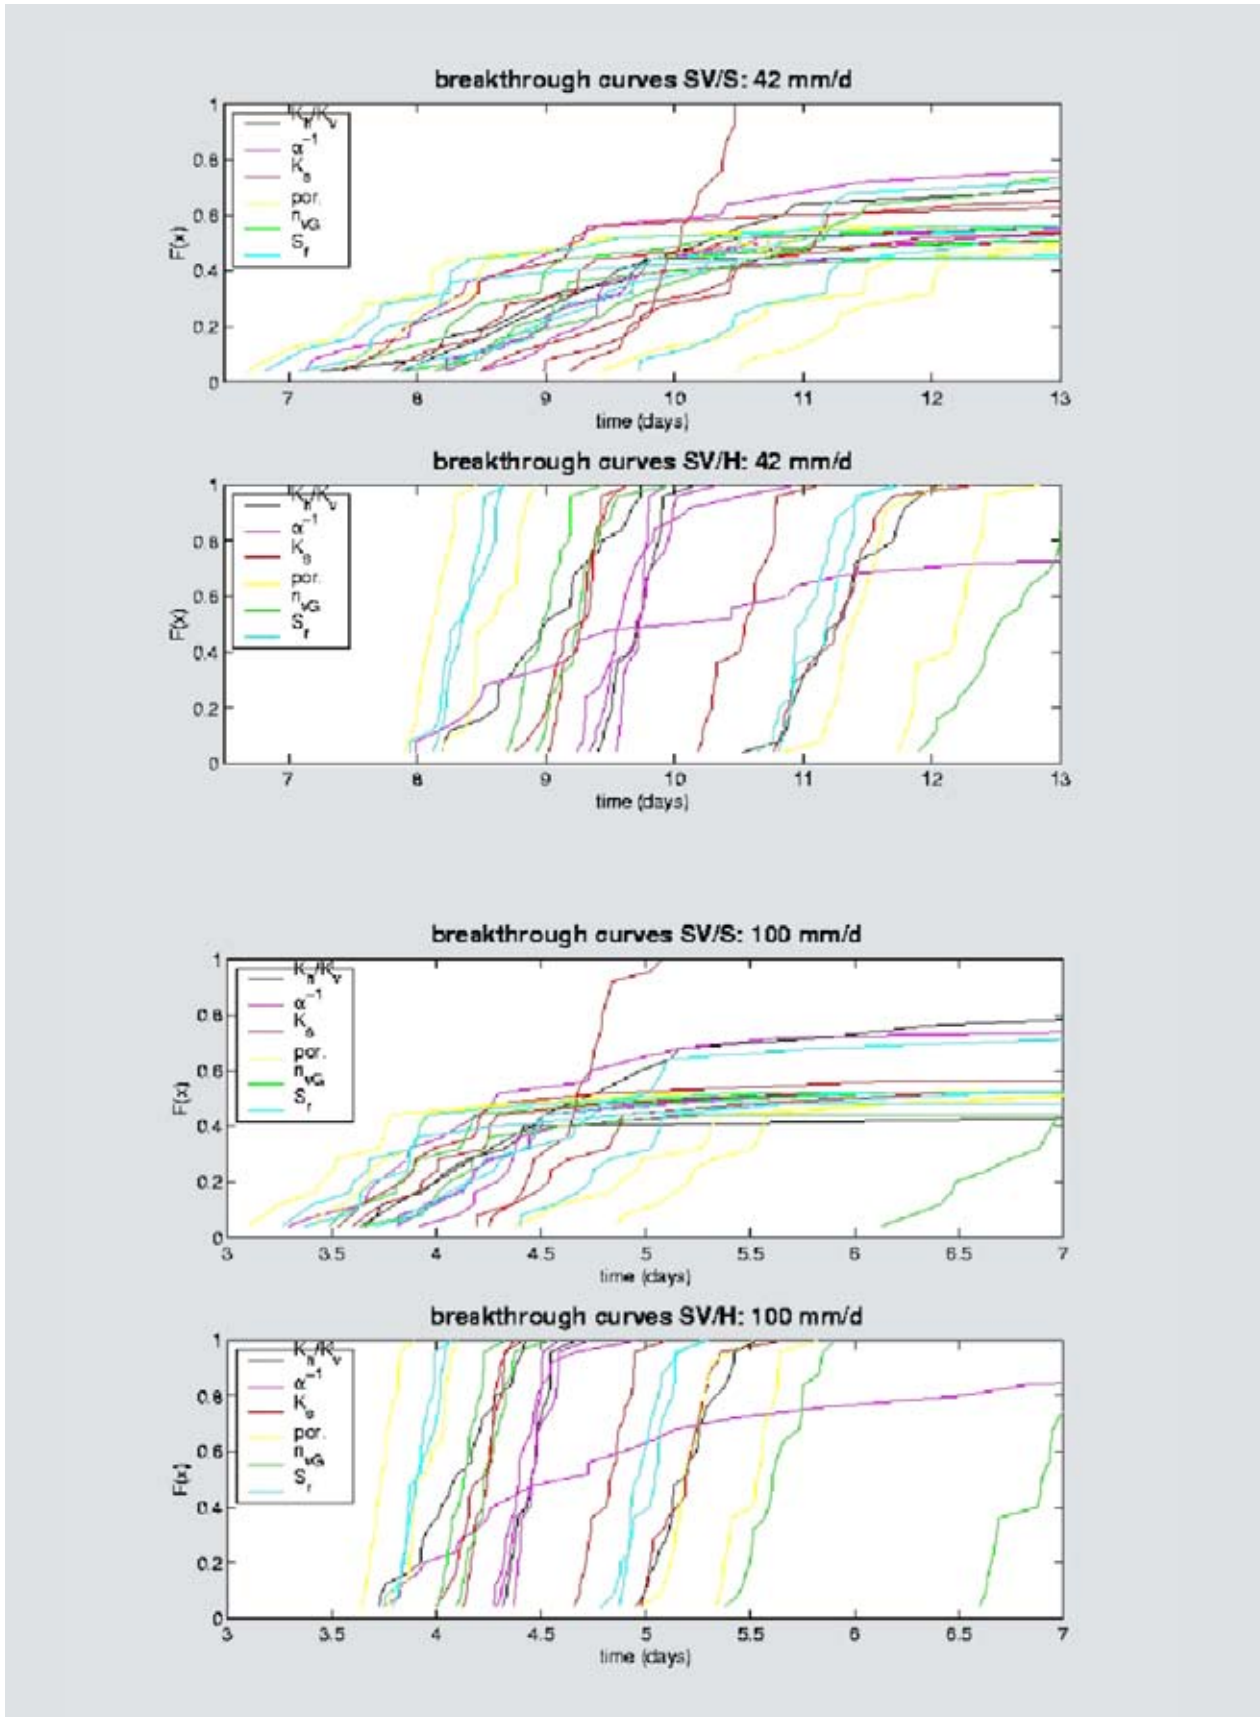 breakthrough curves SV/S: 42 mm/d
1
0.8
0.6
0.4
0.2
0
F(x)
K_h/K_v
α⁻¹
K_s
por.
n_vG
S_r
7 8 9 10 11 12 13
time (days)
breakthrough curves SV/H: 42 mm/d
1
0.8
0.6
0.4
0.2
0
F(x)
K_h/K_v
α⁻¹
K_s
por.
n_vG
S_r
7 8 9 10 11 12 13
time (days)
breakthrough curves SV/S: 100 mm/d
1
0.8
0.6
0.4
0.2
0
F(x)
K_h/K_v
α⁻¹
K_s
por.
n_vG
S_r
3 3.5 4 4.5 5 5.5 6 6.5 7
time (days)
breakthrough curves SV/H: 100 mm/d
1
0.8
0.6
0.4
0.2
0
F(x)
K_h/K_v
α⁻¹
K_s
por.
n_vG
S_r
3 3.5 4 4.5 5 5.5 6 6.5 7
time (days)